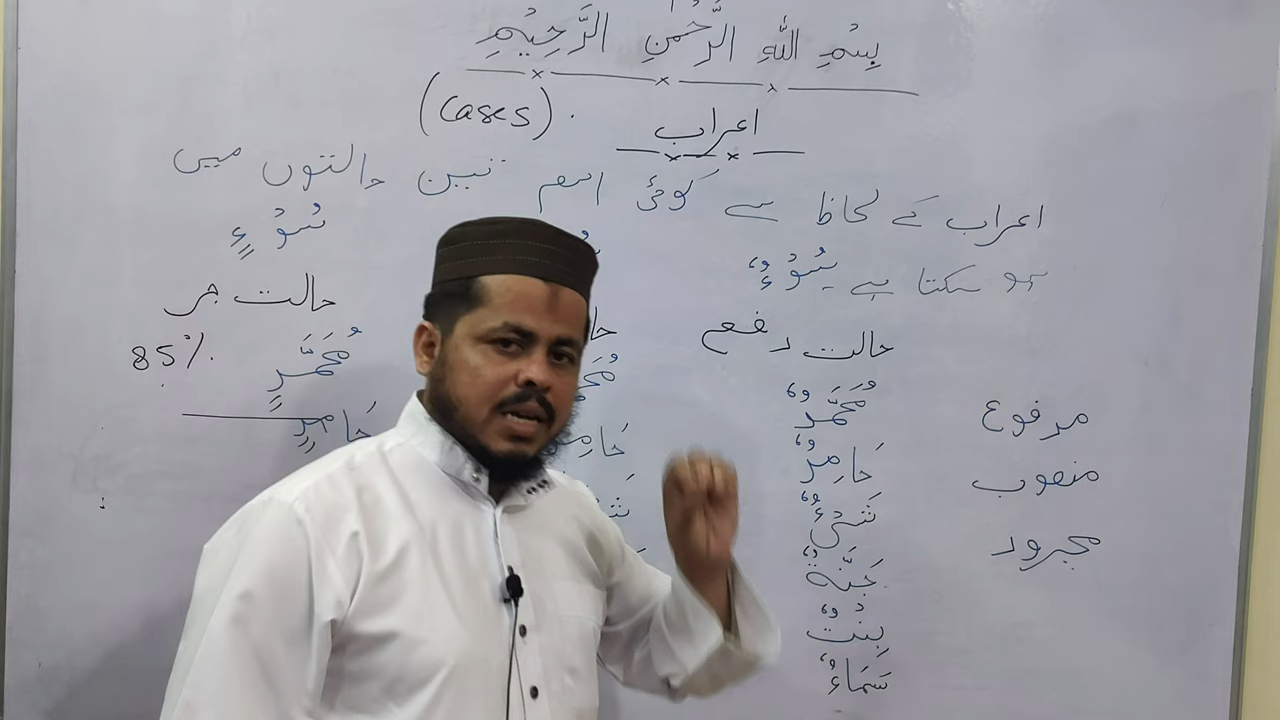 بِسْمِ اللّٰهِ الرَّحْمٰنِ الرَّحِيْمِ
اعراب (Cases).
اعراب کے لحاظ سے کوئی اسم تین حالتوں میں
ہو سکتا ہے سُوْءٌ سُوْءٍ
حالت رفع حا حالت جر
مُحَمَّدٌ مُحَمَّدٍ 85%
حَامِدٌ حَامِدٍ
شَیْءٌ
جَنَّةٌ
بِنْتٌ
سَمَاءٌ
مرفوع
منصوب
مجرور